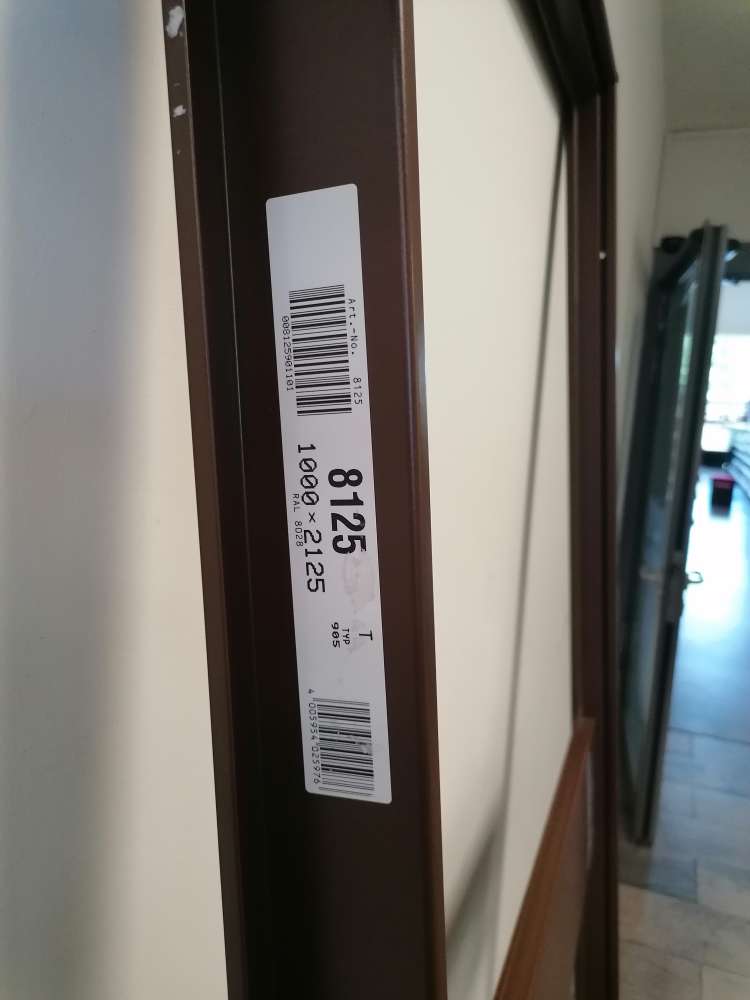 Art.-No. 8125
008125901101
8125 T
1000×2125 TYP
RAL 8028 905
4 005954 025976